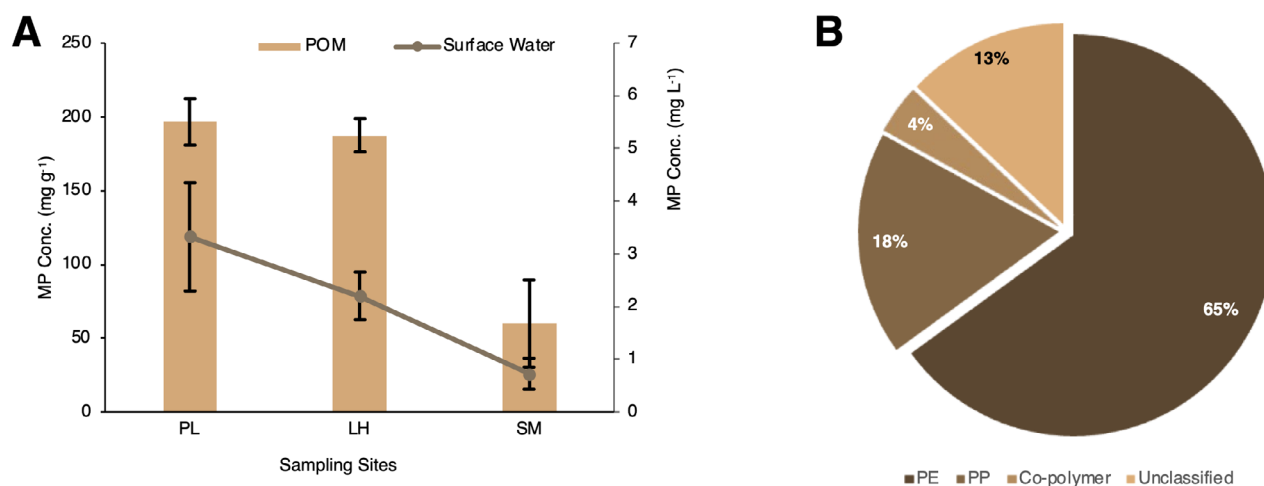 A
POM
Surface Water
250
200
150
100
50
0
MP Conc. (mg g⁻¹)
7
6
5
4
3
2
1
0
MP Conc. (mg L⁻¹)
PL LH SM
Sampling Sites
B
13%
4%
18%
65%
PE PP Co-polymer Unclassified